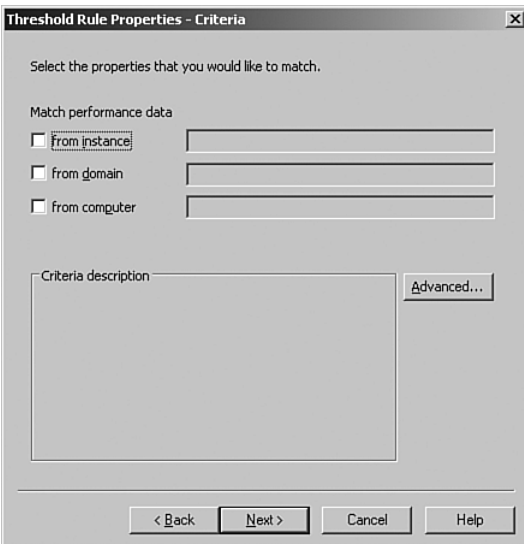 Threshold Rule Properties - Criteria
Select the properties that you would like to match.
Match performance data
from instance
from domain
from computer
Criteria description
Advanced...
< Back
Next >
Cancel
Help